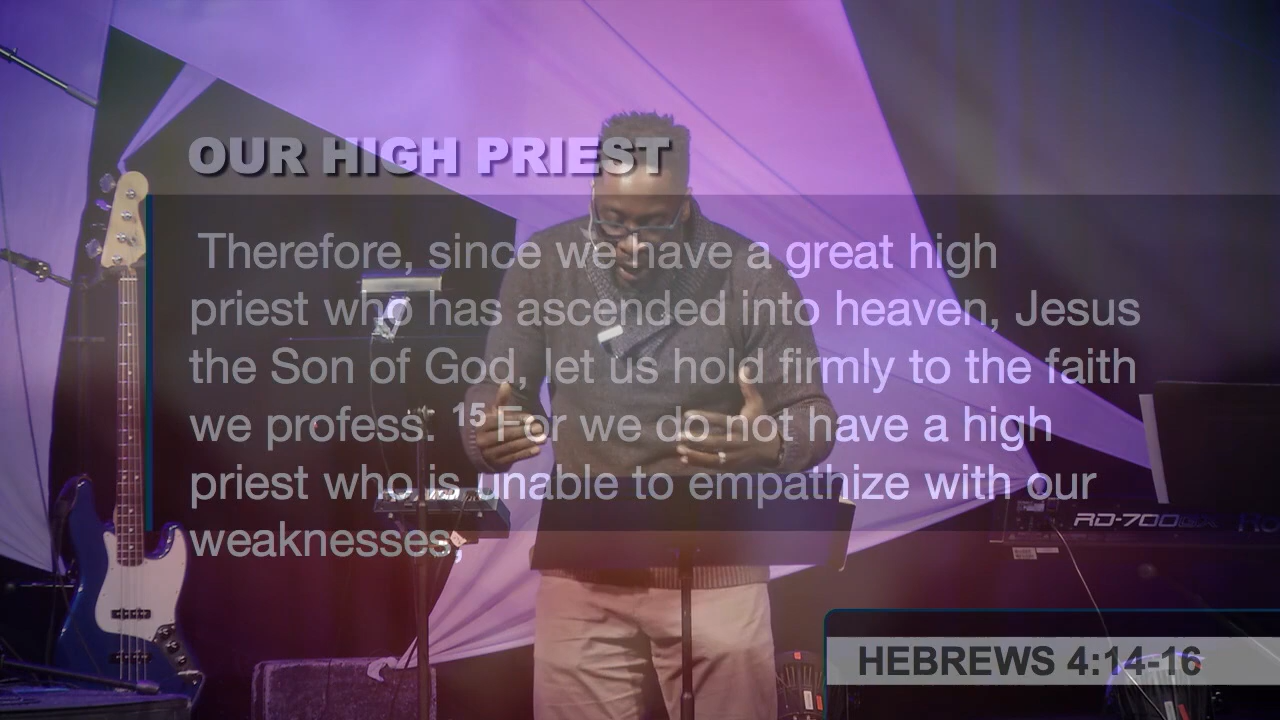 OUR HIGH PRIEST
Therefore, since we have a great high
priest who has ascended into heaven, Jesus
the Son of God, let us hold firmly to the faith
we profess. 15 For we do not have a high
priest who is unable to empathize with our
weaknesses,
RD-700GX
HEBREWS 4:14-16